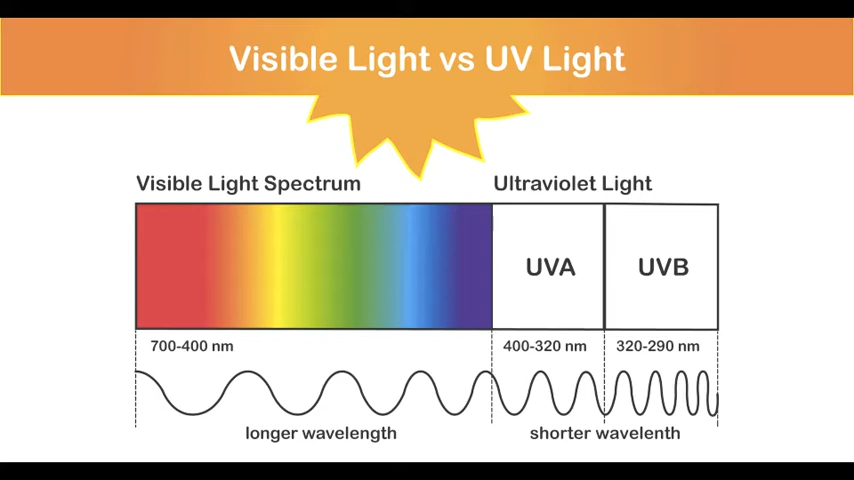 Visible Light vs UV Light
Visible Light Spectrum
Ultraviolet Light
UVA
UVB
700-400 nm
400-320 nm
320-290 nm
longer wavelength
shorter wavelenth